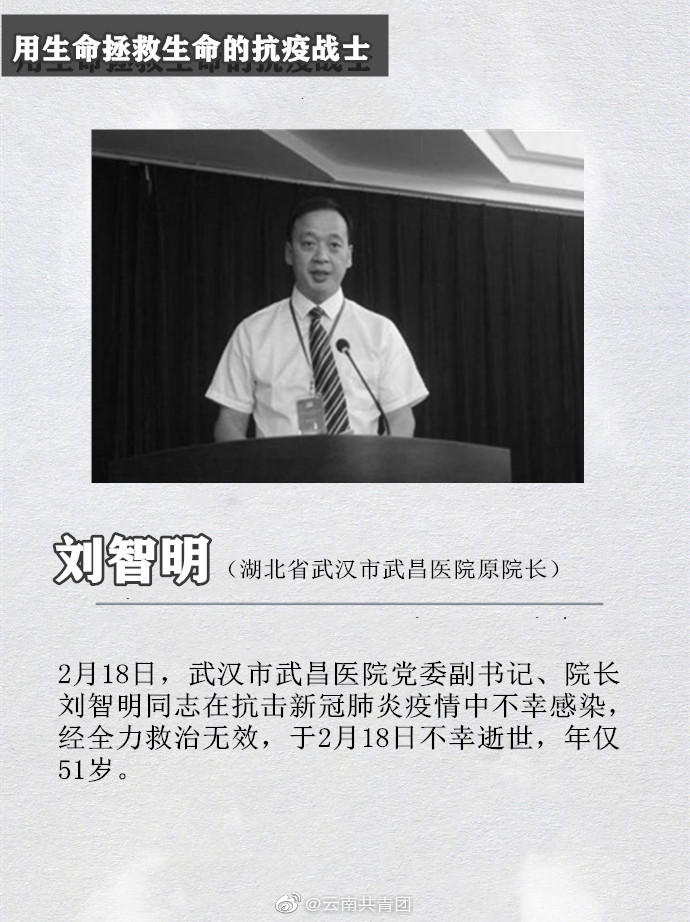 用生命拯救生命的抗疫战士
刘智明（湖北省武汉市武昌医院原院长）
2月18日，武汉市武昌医院党委副书记、院长
刘智明同志在抗击新冠肺炎疫情中不幸感染，
经全力救治无效，于2月18日不幸逝世，年仅
51岁。
@云南共青团